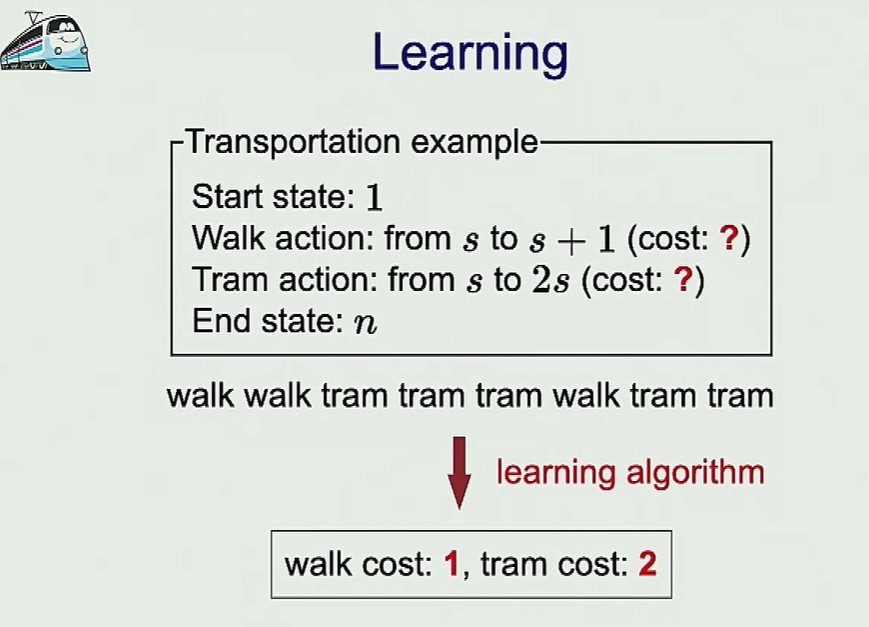 Learning
Transportation example
Start state: 1
Walk action: from s to s + 1 (cost: ?)
Tram action: from s to 2s (cost: ?)
End state: n
walk walk tram tram tram walk tram tram
learning algorithm
walk cost: 1, tram cost: 2